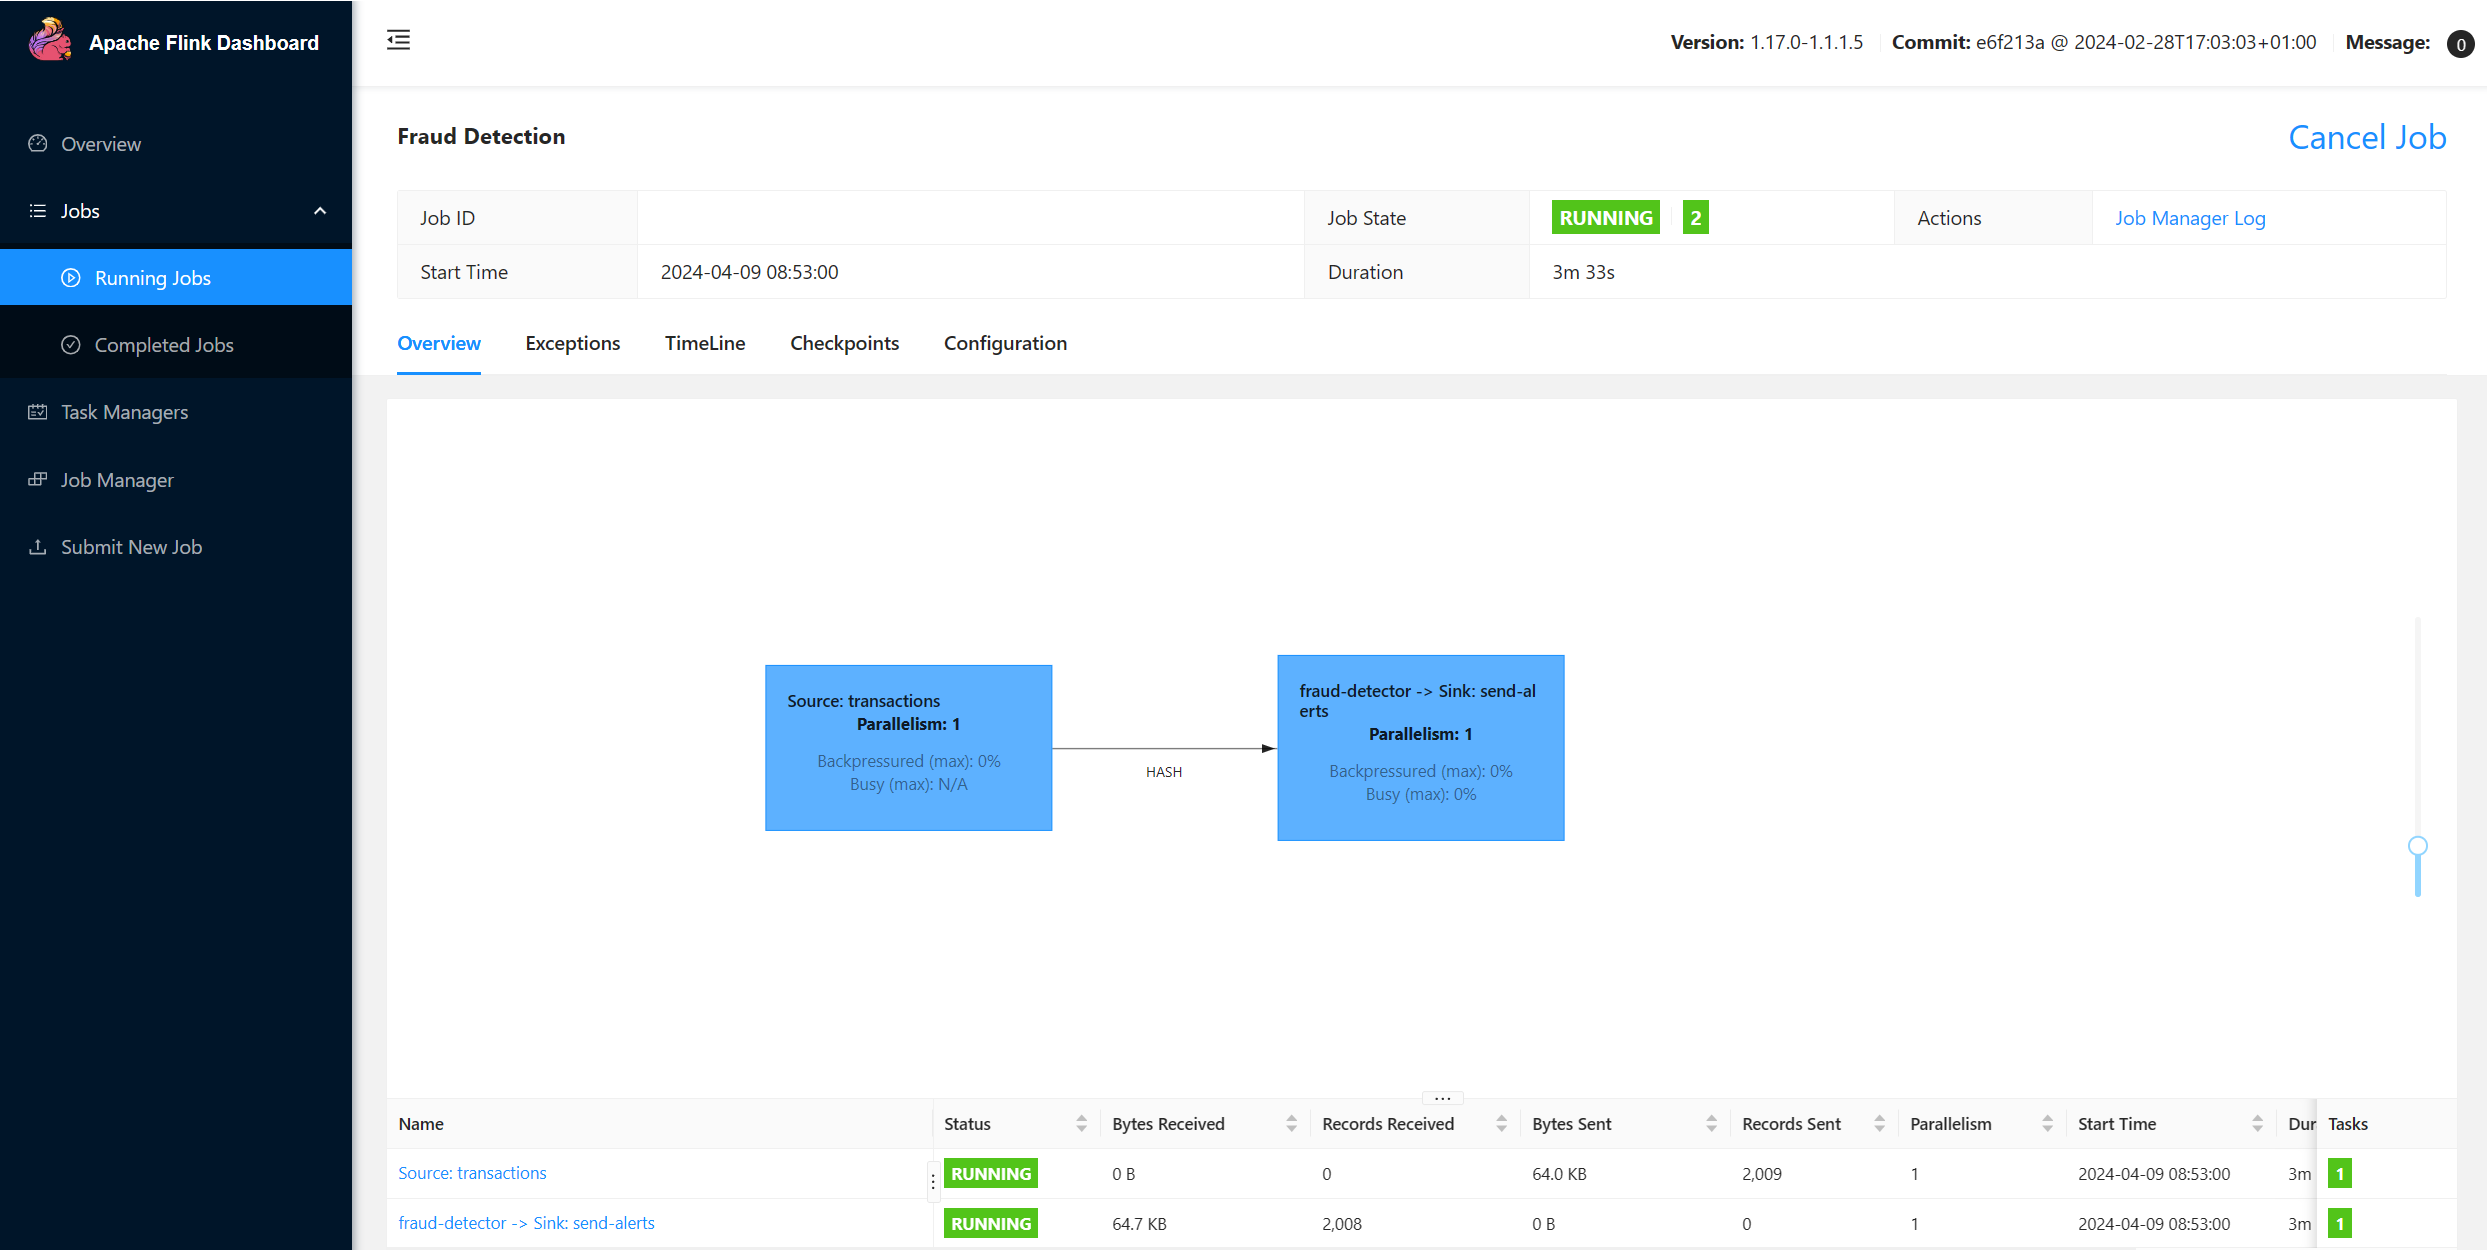 Apache Flink Dashboard
Version: 1.17.0-1.1.1.5 Commit: e6f213a @ 2024-02-28T17:03:03+01:00 Message: 0
Overview
Jobs
Running Jobs
Completed Jobs
Task Managers
Job Manager
Submit New Job
Fraud Detection
Cancel Job
Job ID Job State RUNNING 2 Actions Job Manager Log
Start Time 2024-04-09 08:53:00 Duration 3m 33s
Overview Exceptions TimeLine Checkpoints Configuration
Source: transactions
Parallelism: 1
Backpressured (max): 0%
Busy (max): N/A
HASH
fraud-detector -> Sink: send-al
erts
Parallelism: 1
Backpressured (max): 0%
Busy (max): 0%
Name Status Bytes Received Records Received Bytes Sent Records Sent Parallelism Start Time Dur Tasks
Source: transactions RUNNING 0 B 0 64.0 KB 2,009 1 2024-04-09 08:53:00 3m 1
fraud-detector -> Sink: send-alerts RUNNING 64.7 KB 2,008 0 B 0 1 2024-04-09 08:53:00 3m 1